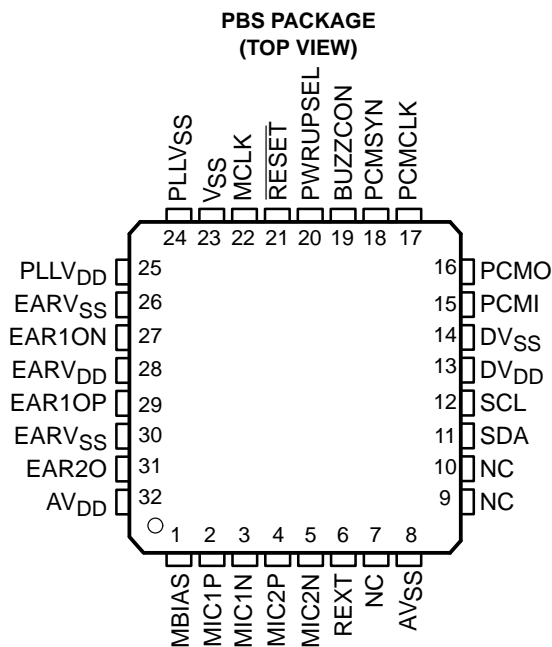 PBS PACKAGE
(TOP VIEW)
PLLVSS
VSS
MCLK
RESET
PWRUPSEL
BUZZCON
PCMSYN
PCMCLK
24 23 22 21 20 19 18 17
PLLVDD 25
EARVSS 26
EAR1ON 27
EARVDD 28
EAR1OP 29
EARVSS 30
EAR2O 31
AVDD 32
16 PCMO
15 PCMI
14 DVSS
13 DVDD
12 SCL
11 SDA
10 NC
9 NC
1 2 3 4 5 6 7 8
MBIAS
MIC1P
MIC1N
MIC2P
MIC2N
REXT
NC
AVSS